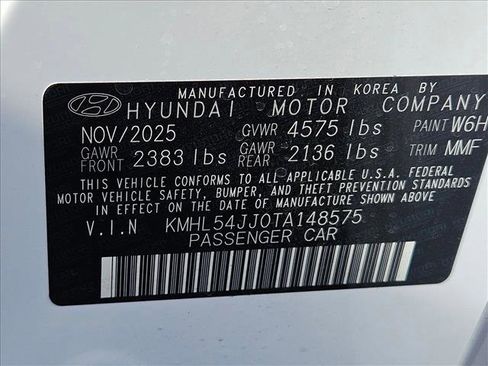 MANUFACTURED IN KOREA BY
HYUNDAI MOTOR COMPANY
NOV/2025 GVWR 4575 lbs PAINT W6H
GAWR FRONT 2383 lbs GAWR REAR 2136 lbs TRIM MMF
THIS VEHICLE CONFORMS TO ALL APPLICABLE U.S.A. FEDERAL
MOTOR VEHICLE SAFETY, BUMPER, AND THEFT PREVENTION STANDARDS
IN EFFECT ON THE DATE OF MANUFACTURE SHOWN ABOVE.
V.I.N KMHL54JJ0TA148575
PASSENGER CAR